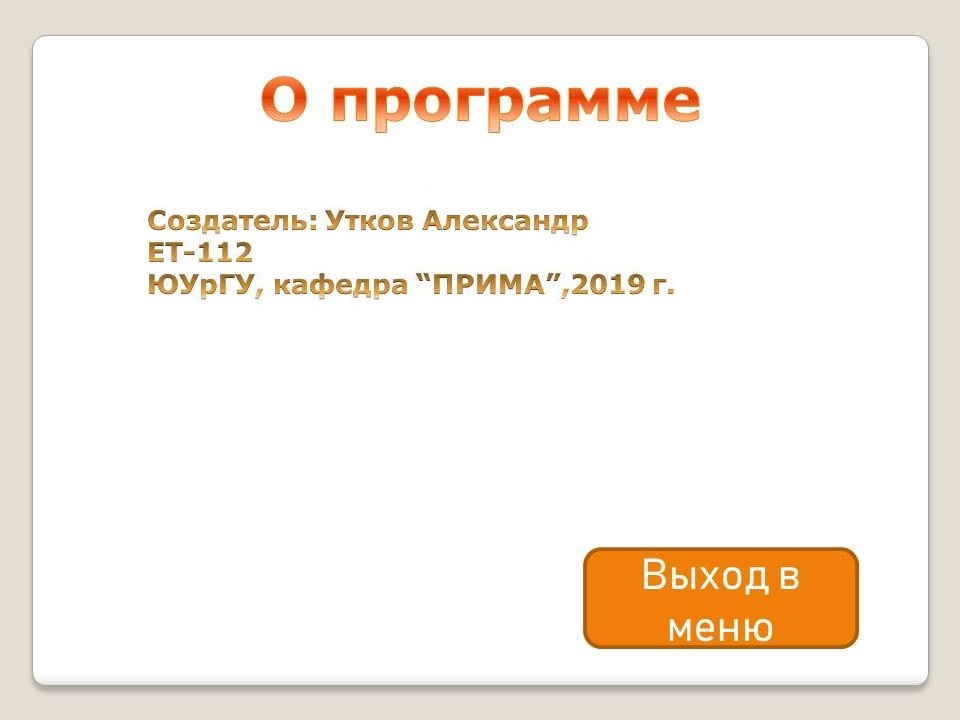 О программе
Создатель: Утков Александр
ЕТ-112
ЮУрГУ, кафедра “ПРИМА”,2019 г.
Выход в
меню